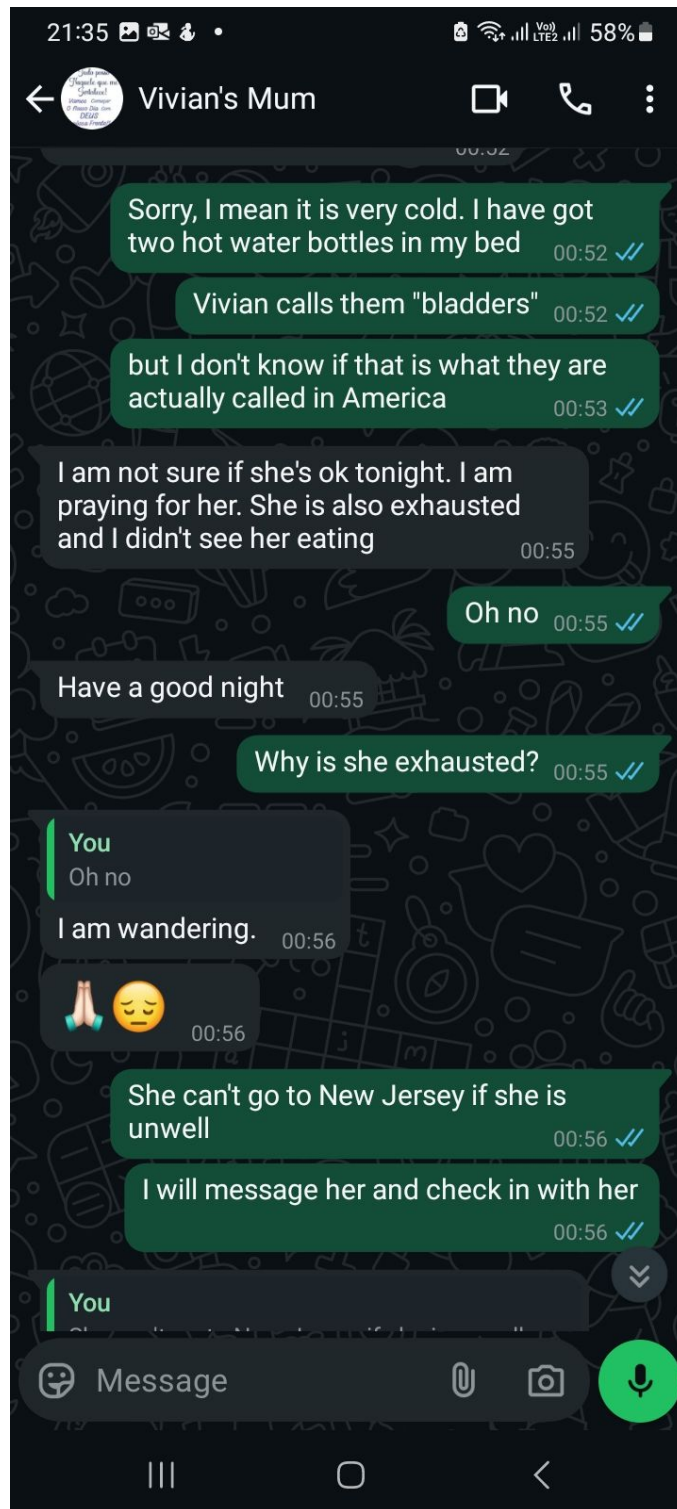 21:35
Vo))
LTE2
58%
Vivian's Mum
00:52
Sorry, I mean it is very cold. I have got
two hot water bottles in my bed 00:52
Vivian calls them "bladders" 00:52
but I don't know if that is what they are
actually called in America 00:53
I am not sure if she's ok tonight. I am
praying for her. She is also exhausted
and I didn't see her eating 00:55
Oh no 00:55
Have a good night 00:55
Why is she exhausted? 00:55
You
Oh no
I am wandering. 00:56
00:56
She can't go to New Jersey if she is
unwell 00:56
I will message her and check in with her
00:56
You
Message